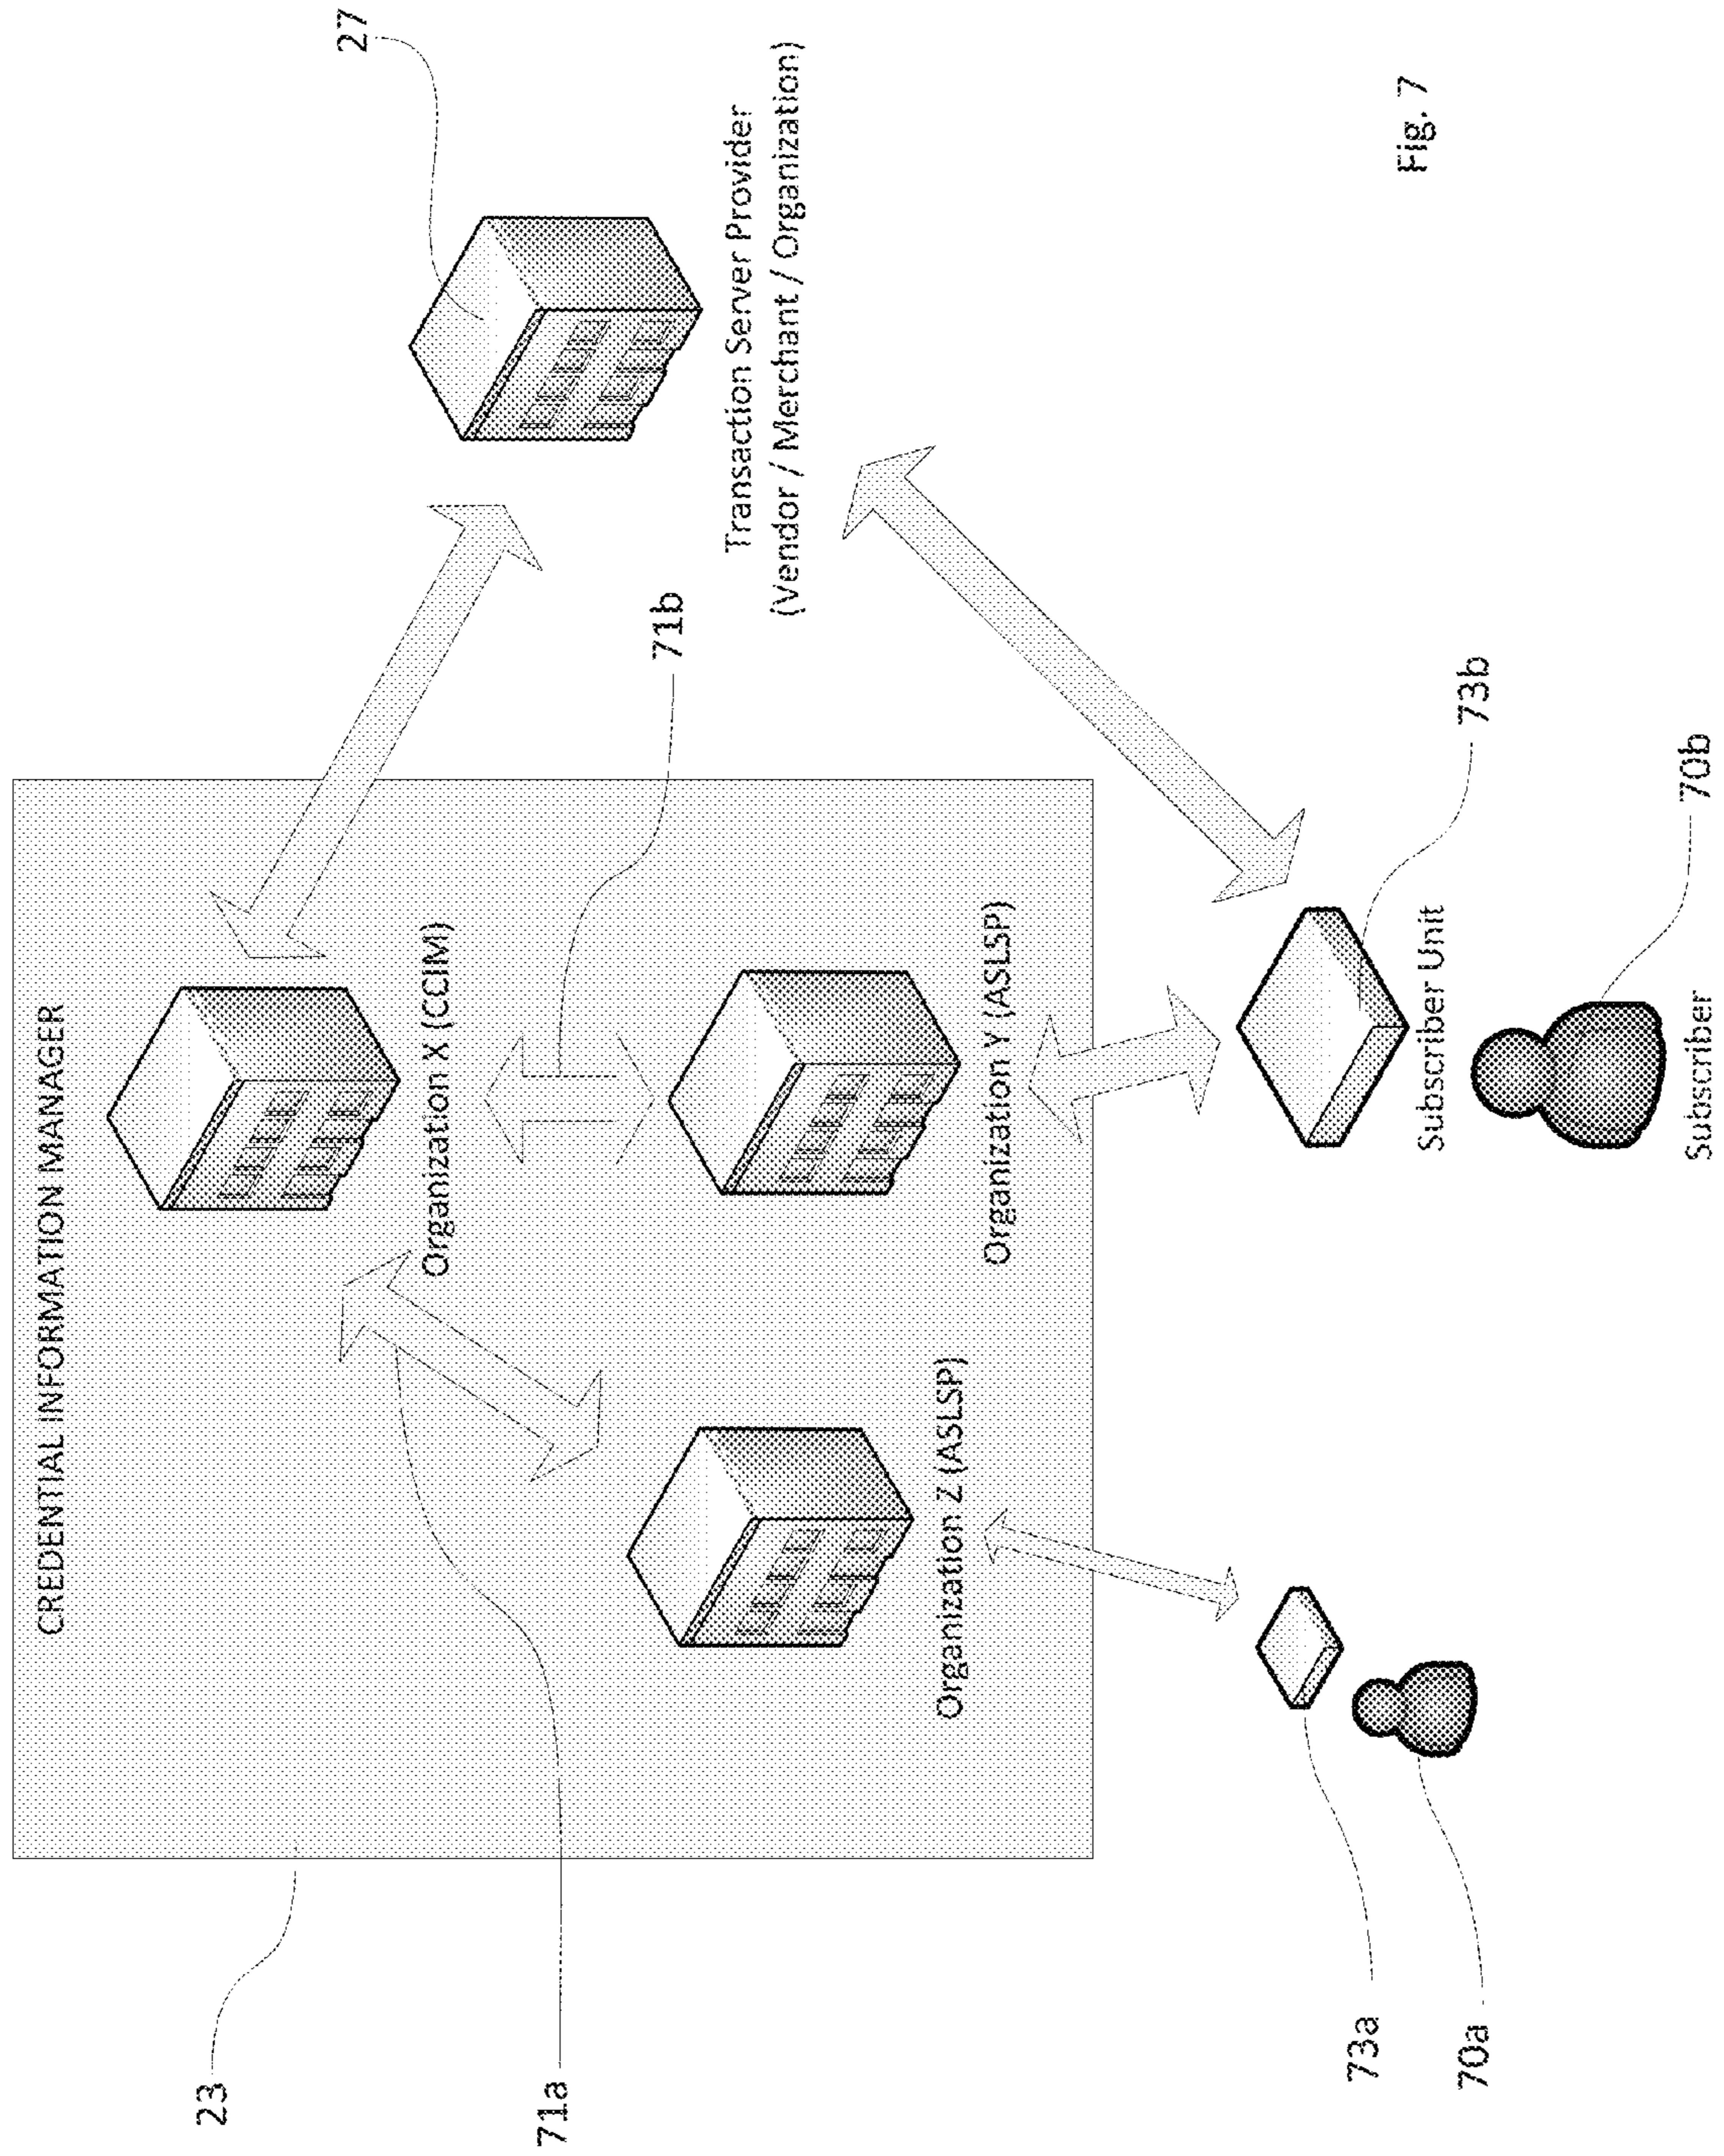 CREDENTIAL INFORMATION MANAGER
27
23
Organization X (CCIM)
71a
71b
Transaction Server Provider
(Vendor / Merchant / Organization)
Organization Z (ASLSP)
Organization Y (ASLSP)
73a
70a
Subscriber Unit
73b
Subscriber
70b
Fig. 7